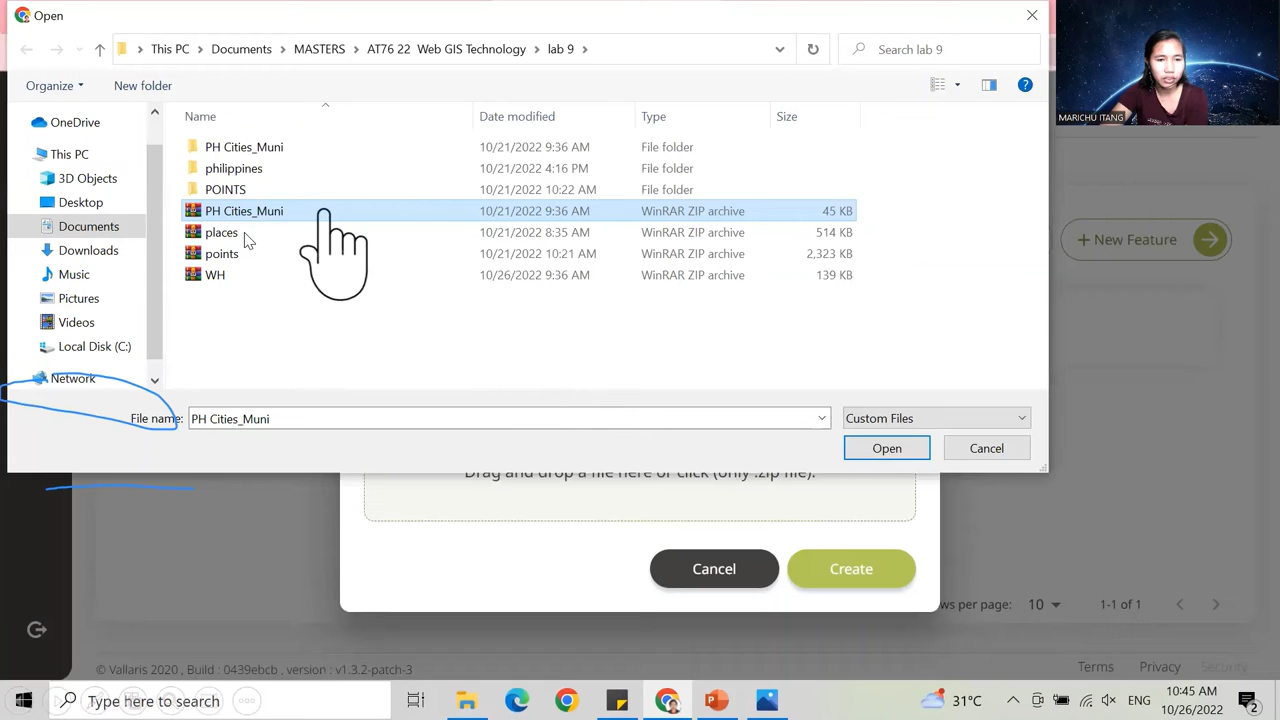 Open
This PC
Documents
MASTERS
AT76 22 Web GIS Technology
lab 9
Search lab 9
MARICHU ITANG
Organize
New folder
Name
Date modified
Type
Size
OneDrive
This PC
3D Objects
Desktop
Documents
Downloads
Music
Pictures
Videos
Local Disk (C:)
Network
PH Cities_Muni 10/21/2022 9:36 AM File folder
philippines 10/21/2022 4:16 PM File folder
POINTS 10/21/2022 10:22 AM File folder
PH Cities_Muni 10/21/2022 9:36 AM WinRAR ZIP archive 45 KB
places 10/21/2022 8:35 AM WinRAR ZIP archive 514 KB
points 10/21/2022 10:21 AM WinRAR ZIP archive 2,323 KB
WH 10/26/2022 9:36 AM WinRAR ZIP archive 139 KB
+ New Feature
File name: PH Cities_Muni
Custom Files
Open
Cancel
Drag and drop a file here or click (only .zip file).
Cancel
Create
ws per page: 10
1-1 of 1
© Vallaris 2020 , Build : 0439ebcb , version : v1.3.2-patch-3
Terms
Privacy
Security
Type here to search
31°C
ENG
10:45 AM
10/26/2022
2